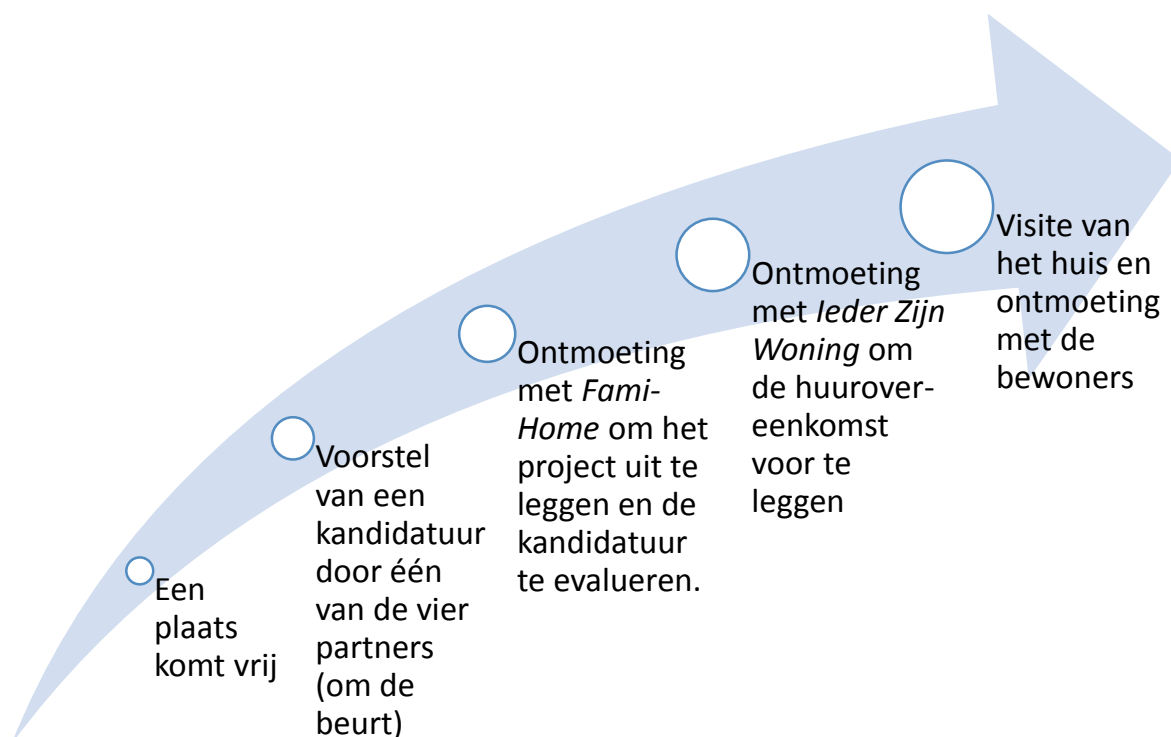 Een
plaats
komt vrij
Voorstel
van een
kandidatuur
door één
van de vier
partners
(om de
beurt)
Ontmoeting
met Fami-
Home om het
project uit te
leggen en de
kandidatuur
te evalueren.
Ontmoeting
met Ieder Zijn
Woning om
de huurover-
eenkomst
voor te
leggen
Visite van
het huis en
ontmoeting
met de
bewoners